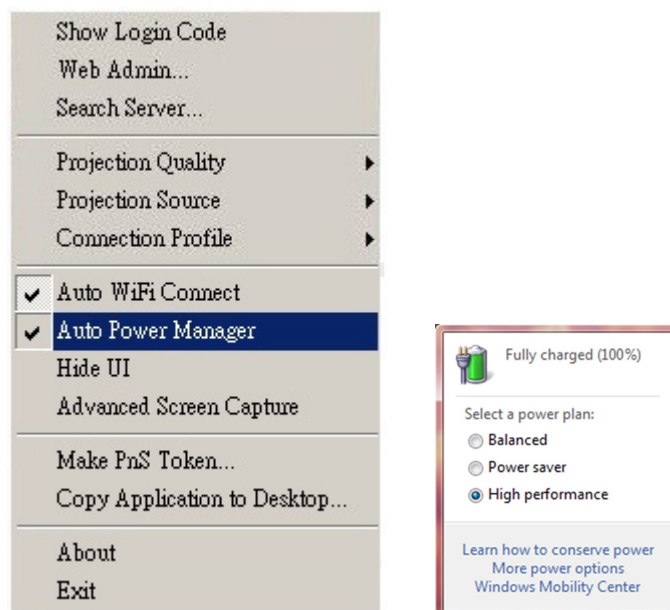 Show Login Code
Web Admin...
Search Server...
Projection Quality
Projection Source
Connection Profile
Auto WiFi Connect
Auto Power Manager
Hide UI
Advanced Screen Capture
Make PnS Token...
Copy Application to Desktop...
About
Exit
Fully charged (100%)
Select a power plan:
Balanced
Power saver
High performance
Learn how to conserve power
More power options
Windows Mobility Center